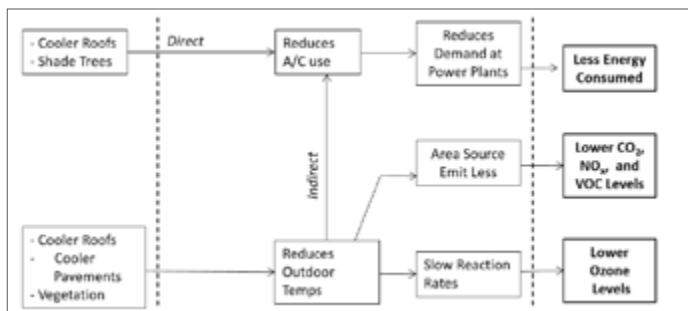 - Cooler Roofs
- Shade Trees
Direct
Reduces
A/C use
Reduces
Demand at
Power Plants
Less Energy
Consumed
Indirect
Area Source
Emit Less
Lower CO₂,
NOₓ, and
VOC Levels
- Cooler Roofs
- Cooler
Pavements
- Vegetation
Reduces
Outdoor
Temps
Slow Reaction
Rates
Lower
Ozone
Levels